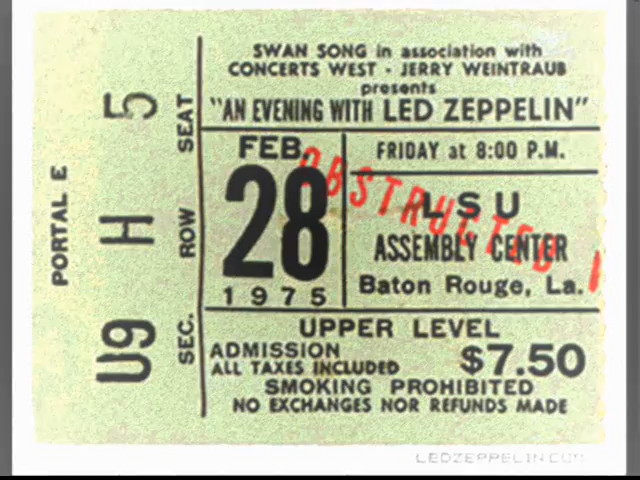 SWAN SONG in association with
CONCERTS WEST - JERRY WEINTRAUB
presents
"AN EVENING WITH LED ZEPPELIN"
FEB. 28 1975
FRIDAY at 8:00 P.M.
LSU
ASSEMBLY CENTER
Baton Rouge, La.
OBSTRUCTED
UPPER LEVEL
ADMISSION $7.50
ALL TAXES INCLUDED
SMOKING PROHIBITED
NO EXCHANGES NOR REFUNDS MADE
PORTAL E
U9 H 5
SEC. ROW SEAT
LEDZEPPELIN.COM